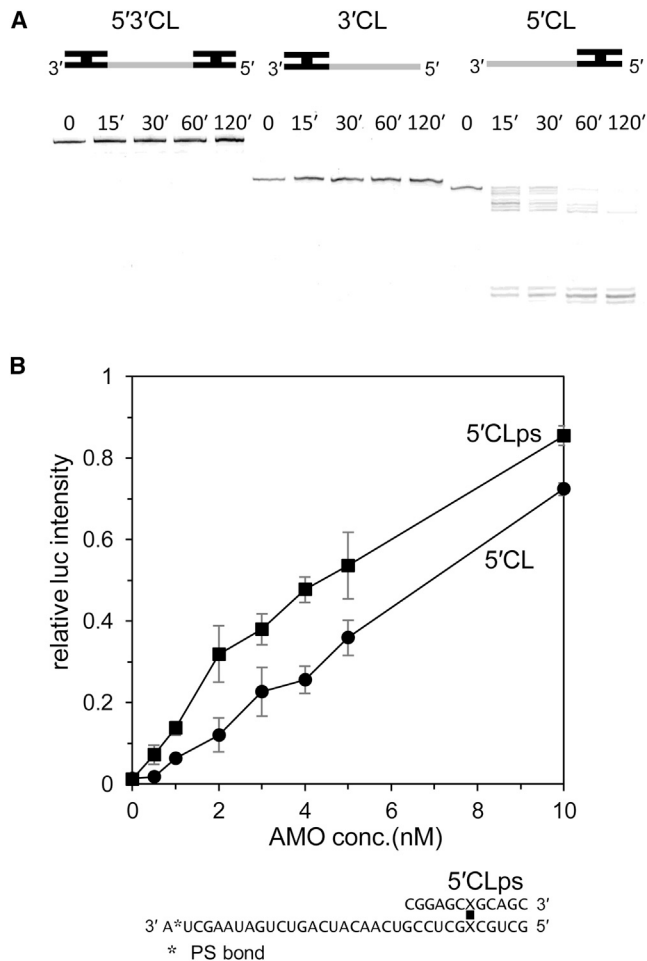 A
5′3′CL 3′CL 5′CL
3′ 5′ 3′ 5′ 3′ 5′
0 15′ 30′ 60′ 120′ 0 15′ 30′ 60′ 120′ 0 15′ 30′ 60′ 120′
B
1
0.8
0.6
0.4
0.2
0
relative luc intensity
5′CLps
5′CL
0 2 4 6 8 10
AMO conc.(nM)
5′CLps
CGGAGCXGCAGC 3′
3′ A*UCGAAUAGUCUGACUACAACUGCCUCGXCGUCG 5′
* PS bond